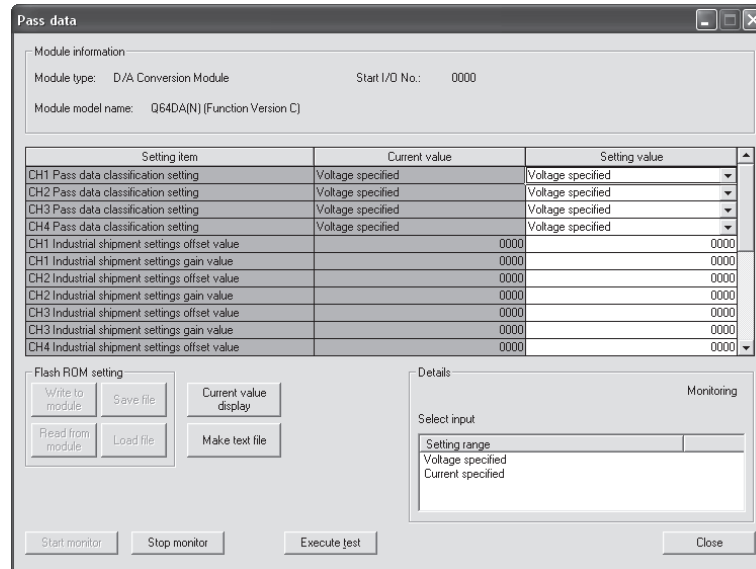 Pass data
Module information
Module type: D/A Conversion Module Start I/O No.: 0000
Module model name: Q64DA(N) (Function Version C)
Setting item Current value Setting value
CH1 Pass data classification setting Voltage specified Voltage specified
CH2 Pass data classification setting Voltage specified Voltage specified
CH3 Pass data classification setting Voltage specified Voltage specified
CH4 Pass data classification setting Voltage specified Voltage specified
CH1 Industrial shipment settings offset value 0000 0000
CH1 Industrial shipment settings gain value 0000 0000
CH2 Industrial shipment settings offset value 0000 0000
CH2 Industrial shipment settings gain value 0000 0000
CH3 Industrial shipment settings offset value 0000 0000
CH3 Industrial shipment settings gain value 0000 0000
CH4 Industrial shipment settings offset value 0000 0000
Flash ROM setting
Write to
module
Save file
Current value
display
Read from
module
Load file
Make text file
Details
Monitoring
Select input
Setting range
Voltage specified
Current specified
Start monitor Stop monitor Execute test Close